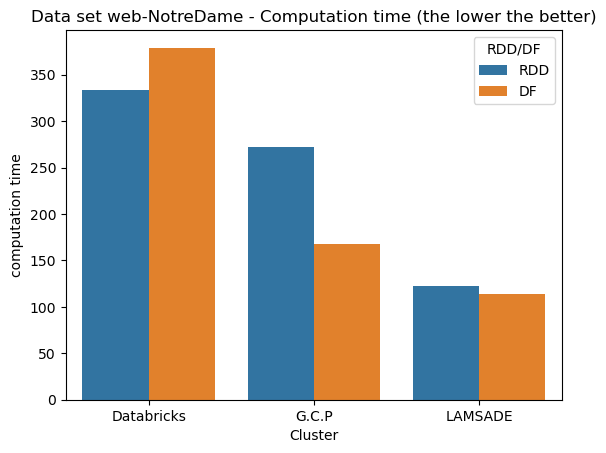 Data set web-NotreDame - Computation time (the lower the better)
RDD/DF
RDD
DF
computation time
350
300
250
200
150
100
50
0
Databricks G.C.P LAMSADE
Cluster